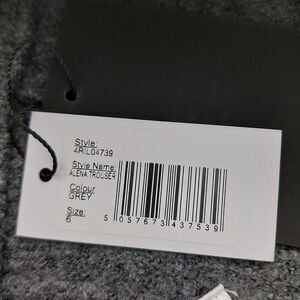 Style:
4RIL04739
Style Name:
ALENA TROUSER
Colour
GREY
Size:
6
5 057673 437539